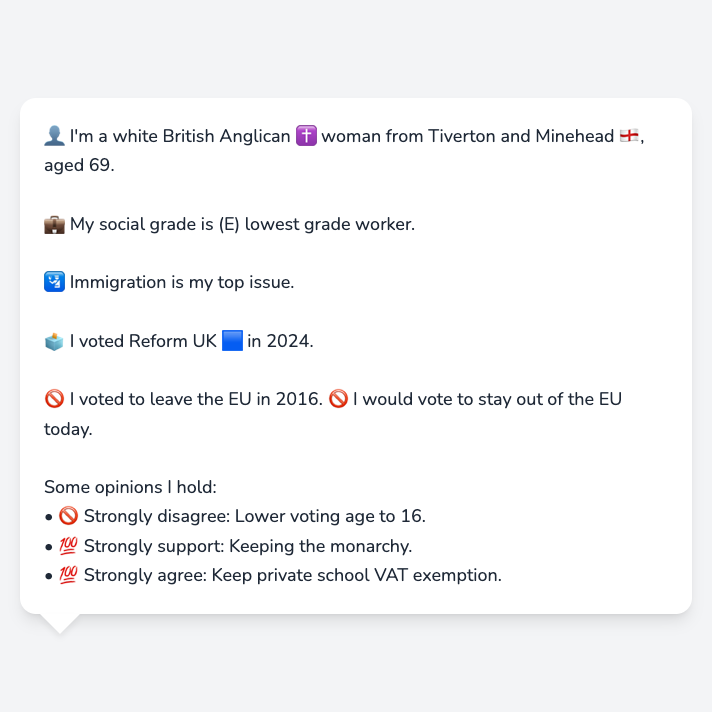 👤 I'm a white British Anglican ✝️ woman from Tiverton and Minehead 🏴󠁧󠁢󠁥󠁮󠁧󠁿,
aged 69.
💼 My social grade is (E) lowest grade worker.
🛂 Immigration is my top issue.
🗳️ I voted Reform UK 🟦 in 2024.
🚫 I voted to leave the EU in 2016. 🚫 I would vote to stay out of the EU
today.
Some opinions I hold:
• 🚫 Strongly disagree: Lower voting age to 16.
• 💯 Strongly support: Keeping the monarchy.
• 💯 Strongly agree: Keep private school VAT exemption.